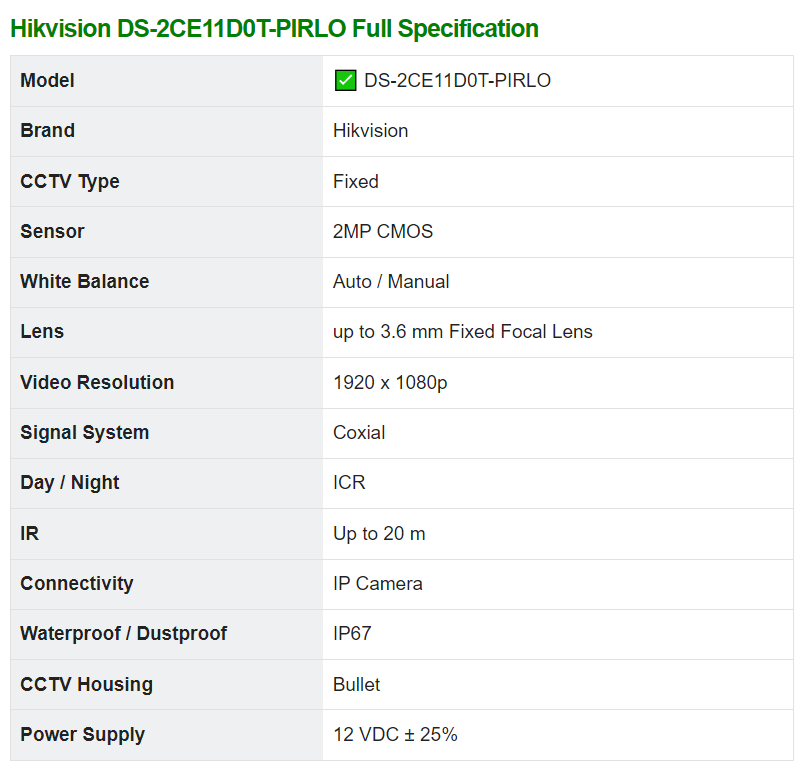 Hikvision DS-2CE11D0T-PIRLO Full Specification
Model ✅ DS-2CE11D0T-PIRLO
Brand Hikvision
CCTV Type Fixed
Sensor 2MP CMOS
White Balance Auto / Manual
Lens up to 3.6 mm Fixed Focal Lens
Video Resolution 1920 x 1080p
Signal System Coxial
Day / Night ICR
IR Up to 20 m
Connectivity IP Camera
Waterproof / Dustproof IP67
CCTV Housing Bullet
Power Supply 12 VDC ± 25%